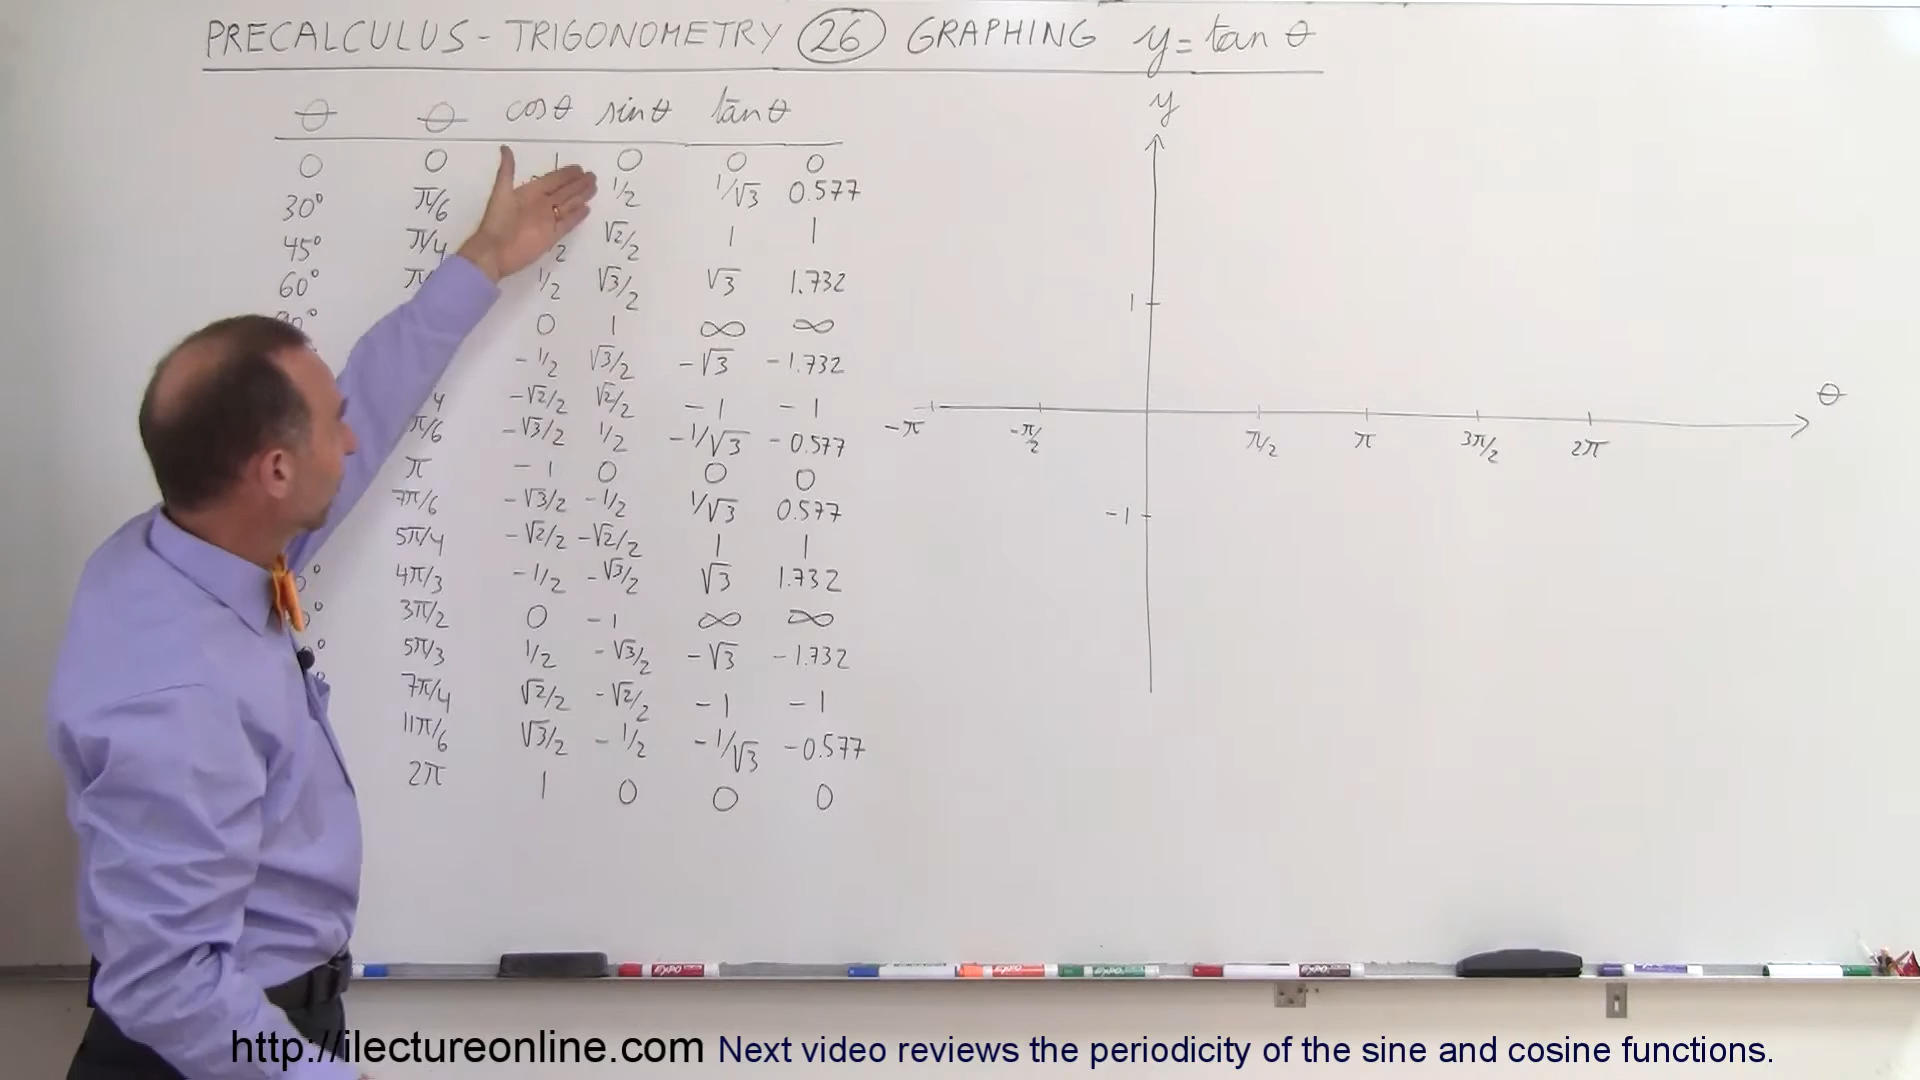 PRECALCULUS - TRIGONOMETRY 26 GRAPHING y = tan θ
θ θ cos θ sin θ tan θ
0 0 1 0 0 0
30° π/6 1/2 1/√3 0.577
45° π/4 √2/2 1 1
60° 1/2 √3/2 √3 1.732
0 1 ∞ ∞
-1/2 √3/2 -√3 -1.732
-√2/2 √2/2 -1 -1
-√3/2 1/2 -1/√3 -0.577
π -1 0 0 0
7π/6 -√3/2 -1/2 1/√3 0.577
5π/4 -√2/2 -√2/2 1 1
4π/3 -1/2 -√3/2 √3 1.732
3π/2 0 -1 ∞ ∞
5π/3 1/2 -√3/2 -√3 -1.732
7π/4 √2/2 -√2/2 -1 -1
11π/6 √3/2 -1/2 -1/√3 -0.577
2π 1 0 0 0
y
1
θ
-π -π/2 π/2 π 3π/2 2π
-1
EXPO
http://ilectureonline.com Next video reviews the periodicity of the sine and cosine functions.